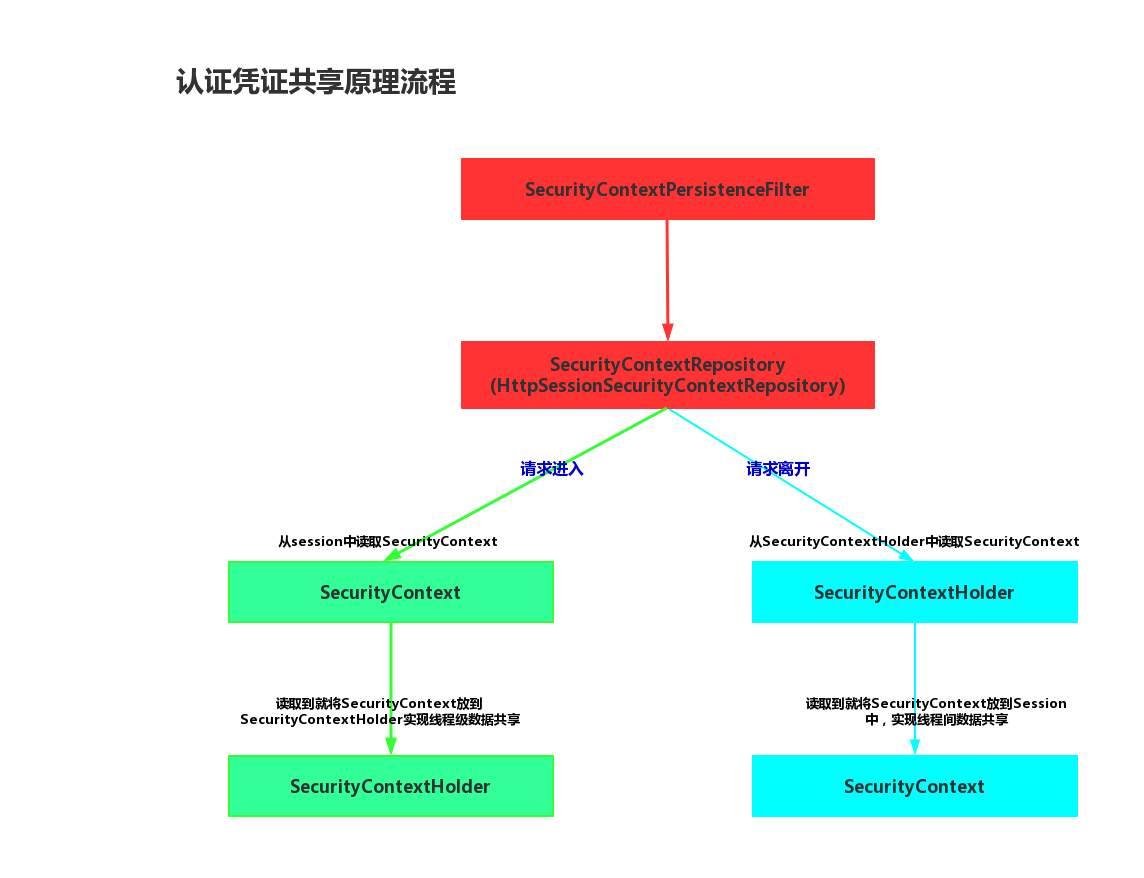 认证凭证共享原理流程
SecurityContextPersistenceFilter
SecurityContextRepository
(HttpSessionSecurityContextRepository)
请求进入
请求离开
从session中读取SecurityContext
从SecurityContextHolder中读取SecurityContext
SecurityContext
SecurityContextHolder
读取到就将SecurityContext放到
SecurityContextHolder实现线程级数据共享
读取到就将SecurityContext放到Session
中，实现线程间数据共享
SecurityContextHolder
SecurityContext